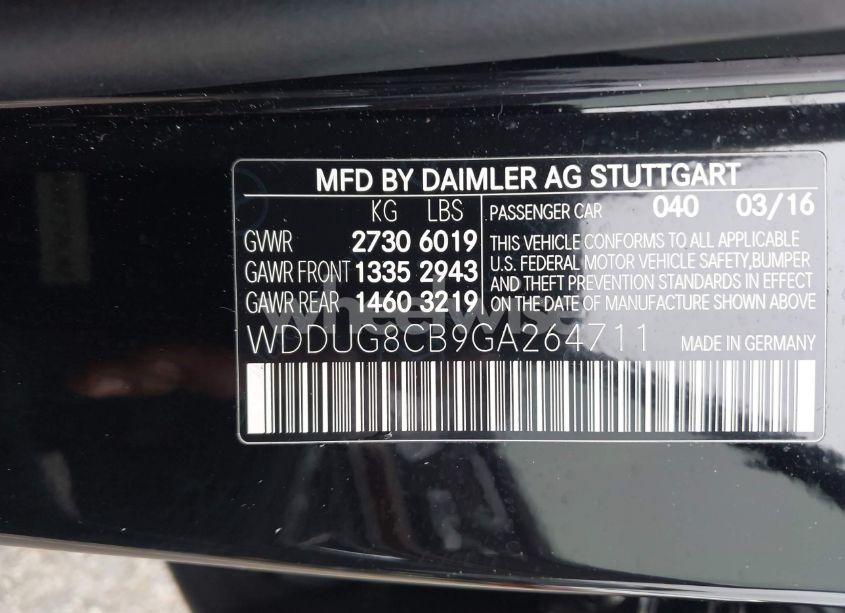 MFD BY DAIMLER AG STUTTGART
KG LBS
GVWR 2730 6019
GAWR FRONT 1335 2943
GAWR REAR 1460 3219
PASSENGER CAR 040 03/16
THIS VEHICLE CONFORMS TO ALL APPLICABLE
U.S. FEDERAL MOTOR VEHICLE SAFETY,BUMPER
AND THEFT PREVENTION STANDARDS IN EFFECT
ON THE DATE OF MANUFACTURE SHOWN ABOVE
wheelwise
WDDUG8CB9GA264711 MADE IN GERMANY